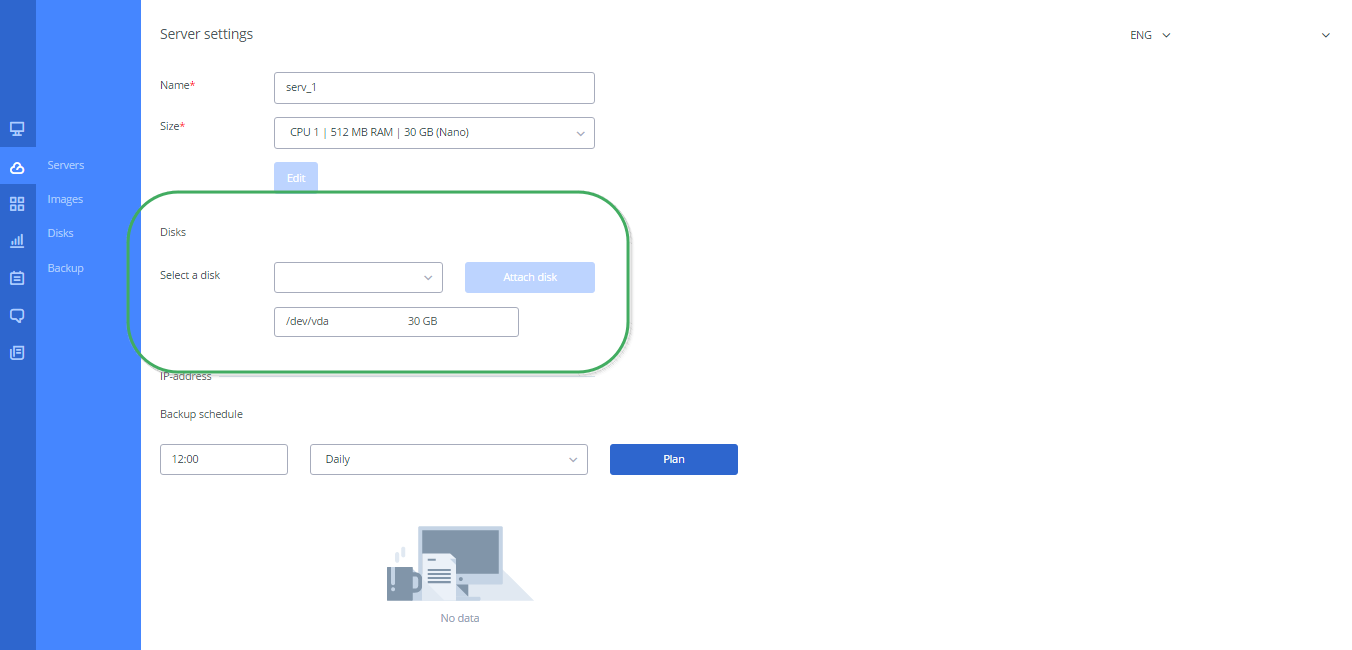 Server settings
ENG
Name*
serv_1
Size*
CPU 1 | 512 MB RAM | 30 GB (Nano)
Edit
Servers
Images
Disks
Backup
Disks
Select a disk
Attach disk
/dev/vda 30 GB
IP-address
Backup schedule
12:00
Daily
Plan
No data